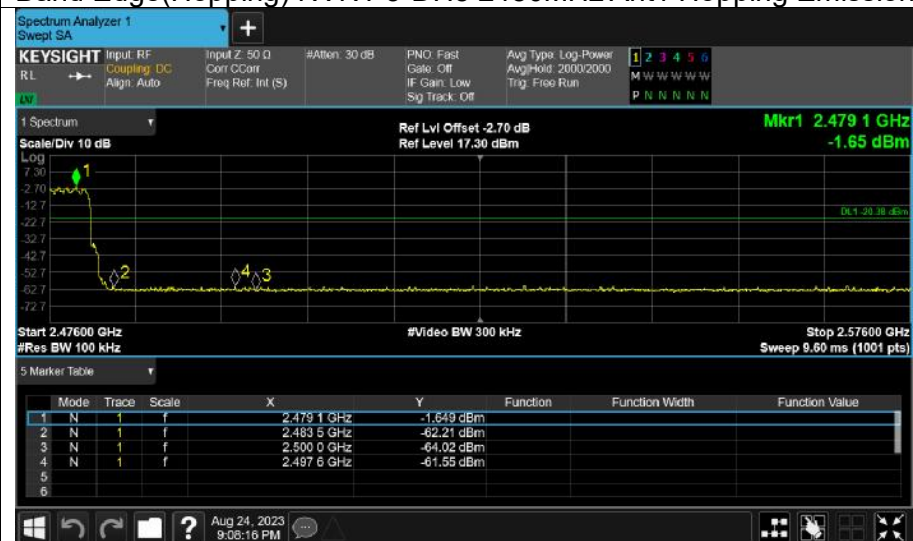 Spectrum Analyzer 1
Swept SA
+
KEYSIGHT Input: RF Input Z: 50 Ω #Atten: 30 dB PNO: Fast Avg Type: Log-Power 1 2 3 4 5 6
RL Coupling: DC Corr CCorr Gate: Off Avg|Hold: 2000/2000 M W W W W W
Align: Auto Freq Ref: Int (S) IF Gain: Low Trig: Free Run
Sig Track: Off P N N N N N
1 Spectrum
Ref Lvl Offset -2.70 dB Mkr1 2.479 1 GHz
Scale/Div 10 dB Ref Level 17.30 dBm -1.65 dBm
Log
7.30
1
-2.70
-12.7
DL1 -20.38 dBm
-22.7
-32.7
-42.7
-52.7
2 4 3
-62.7
-72.7
Start 2.47600 GHz #Video BW 300 kHz Stop 2.57600 GHz
#Res BW 100 kHz Sweep 9.60 ms (1001 pts)
5 Marker Table
Mode Trace Scale X Y Function Function Width Function Value
1 N 1 f 2.479 1 GHz -1.649 dBm
2 N 1 f 2.483 5 GHz -62.21 dBm
3 N 1 f 2.500 0 GHz -64.02 dBm
4 N 1 f 2.497 6 GHz -61.55 dBm
5
6
? Aug 24, 2023
9:08:16 PM